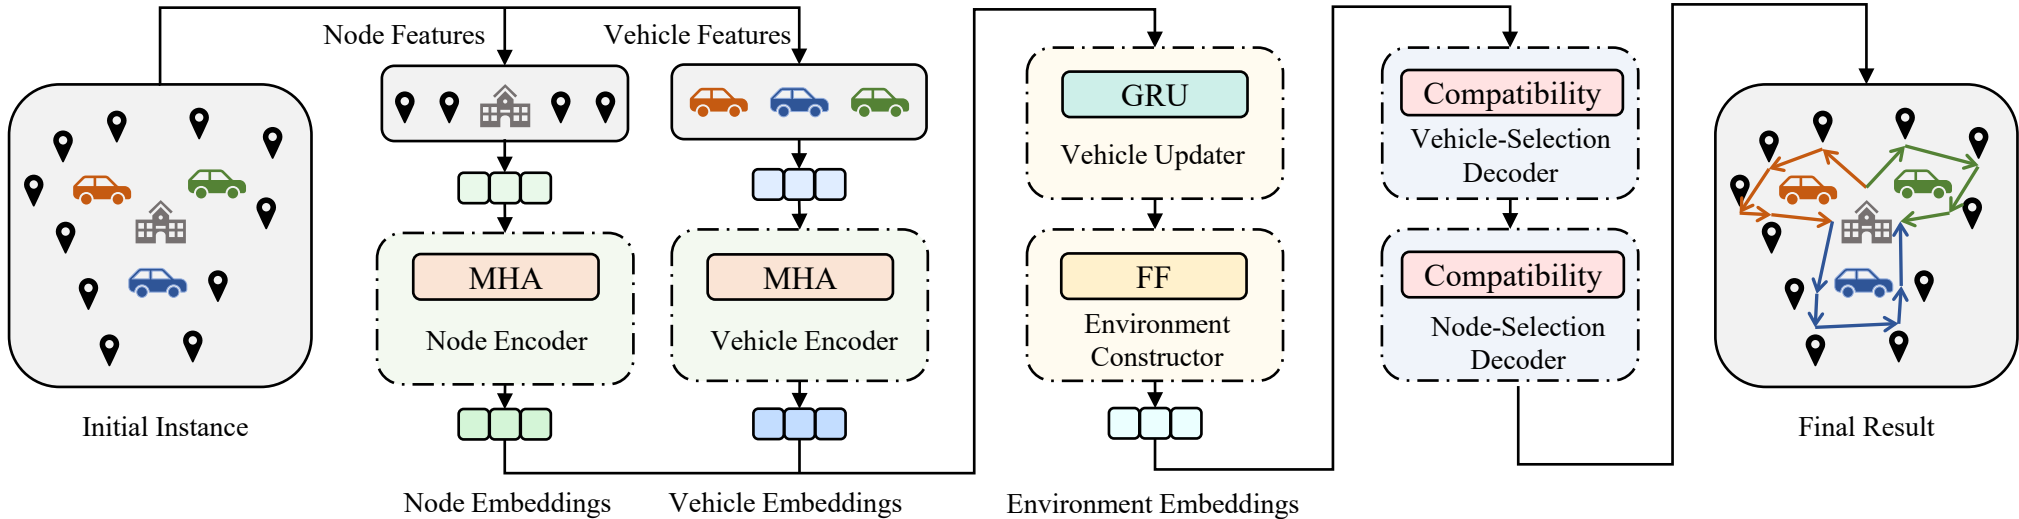 Node Features
Vehicle Features
Initial Instance
MHA
Node Encoder
Node Embeddings
MHA
Vehicle Encoder
Vehicle Embeddings
GRU
Vehicle Updater
FF
Environment
Constructor
Environment Embeddings
Compatibility
Vehicle-Selection
Decoder
Compatibility
Node-Selection
Decoder
Final Result